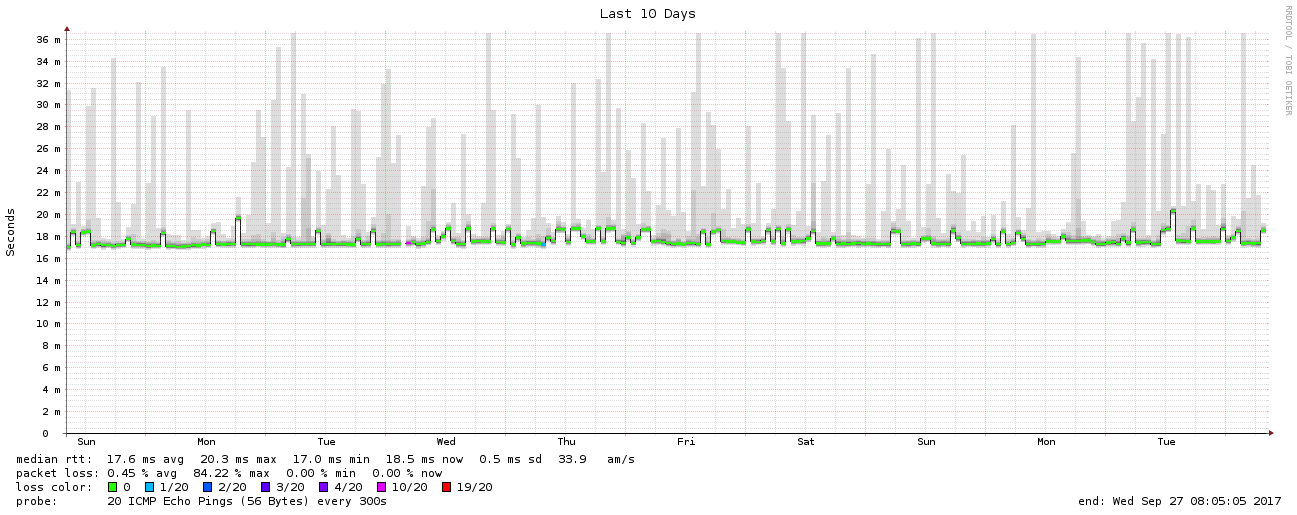 Last 10 Days
RRDTOOL / TOBI OETIKER
Seconds
36 m
34 m
32 m
30 m
28 m
26 m
24 m
22 m
20 m
18 m
16 m
14 m
12 m
10 m
8 m
6 m
4 m
2 m
0
Sun Mon Tue Wed Thu Fri Sat Sun Mon Tue
median rtt: 17.6 ms avg 20.3 ms max 17.0 ms min 18.5 ms now 0.5 ms sd 33.9 am/s
packet loss: 0.45 % avg 84.22 % max 0.00 % min 0.00 % now
loss color: 0 1/20 2/20 3/20 4/20 10/20 19/20
probe: 20 ICMP Echo Pings (56 Bytes) every 300s end: Wed Sep 27 08:05:05 2017